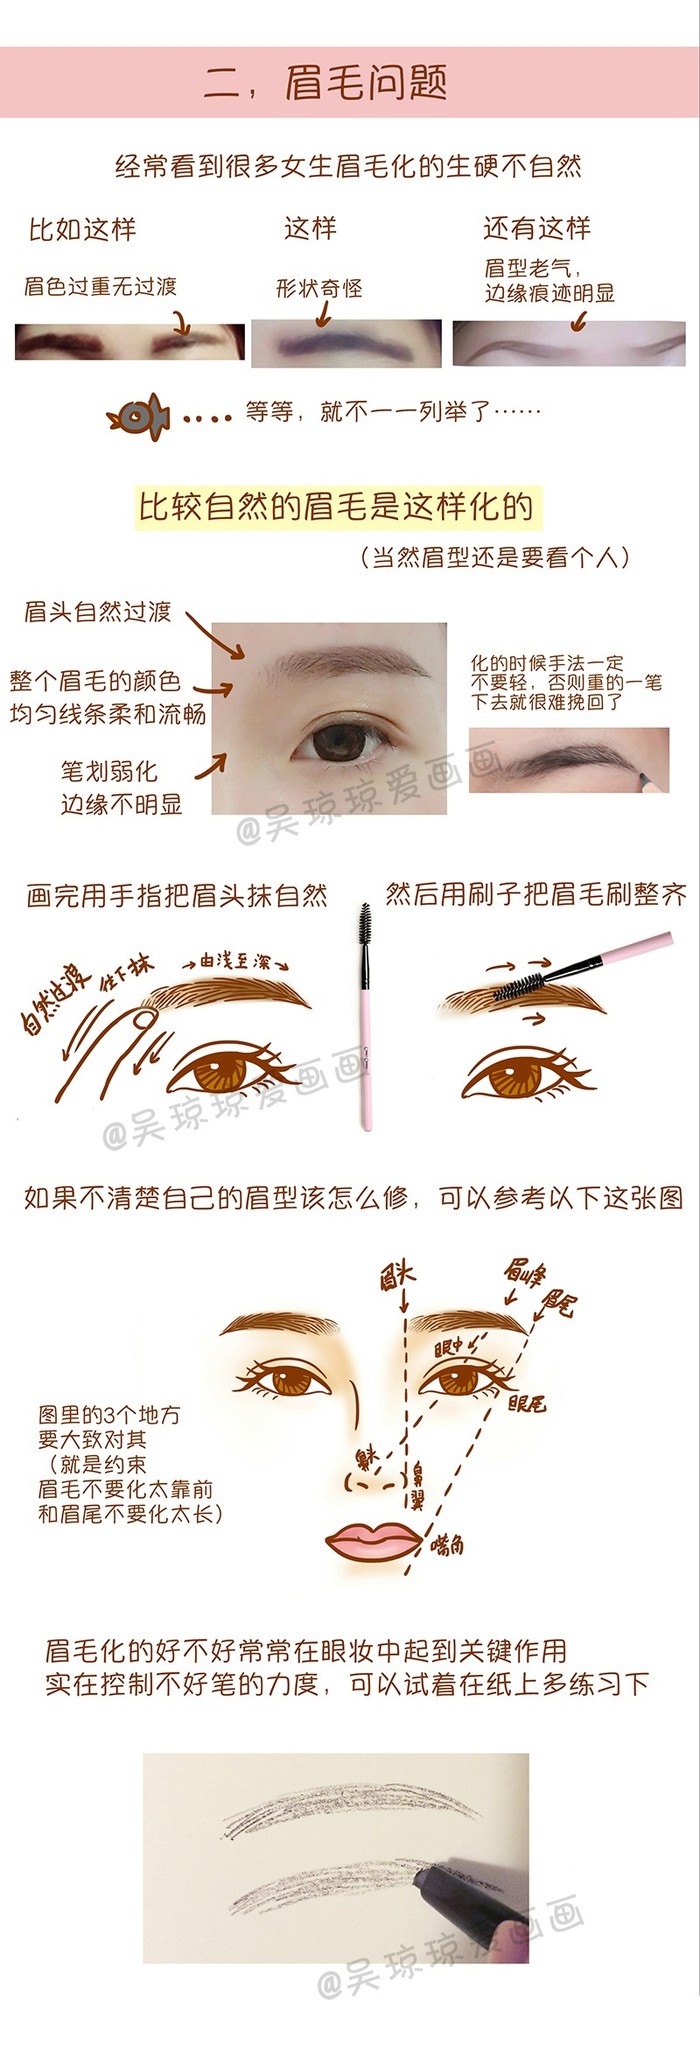 二，眉毛问题
经常看到很多女生眉毛化的生硬不自然
比如这样
这样
还有这样
眉色过重无过渡
形状奇怪
眉型老气，
边缘痕迹明显
等等，就不一一列举了……
比较自然的眉毛是这样化的
（当然眉型还是要看个人）
眉头自然过渡
整个眉毛的颜色
均匀线条柔和流畅
笔划弱化
边缘不明显
化的时候手法一定
不要轻，否则重的一笔
下去就很难挽回了
@吴琼琼爱画画
画完用手指把眉头抹自然
然后用刷子把眉毛刷整齐
自然过渡
往下抹
由浅至深
@吴琼琼爱画画
如果不清楚自己的眉型该怎么修，可以参考以下这张图
眉头
眉峰
眉尾
眼中
眼尾
图里的3个地方
要大致对其
（就是约束
眉毛不要化太靠前
和眉尾不要化太长）
鼻头
鼻翼
嘴角
眉毛化的好不好常常在眼妆中起到关键作用
实在控制不好笔的力度，可以试着在纸上多练习下
@吴琼琼爱画画